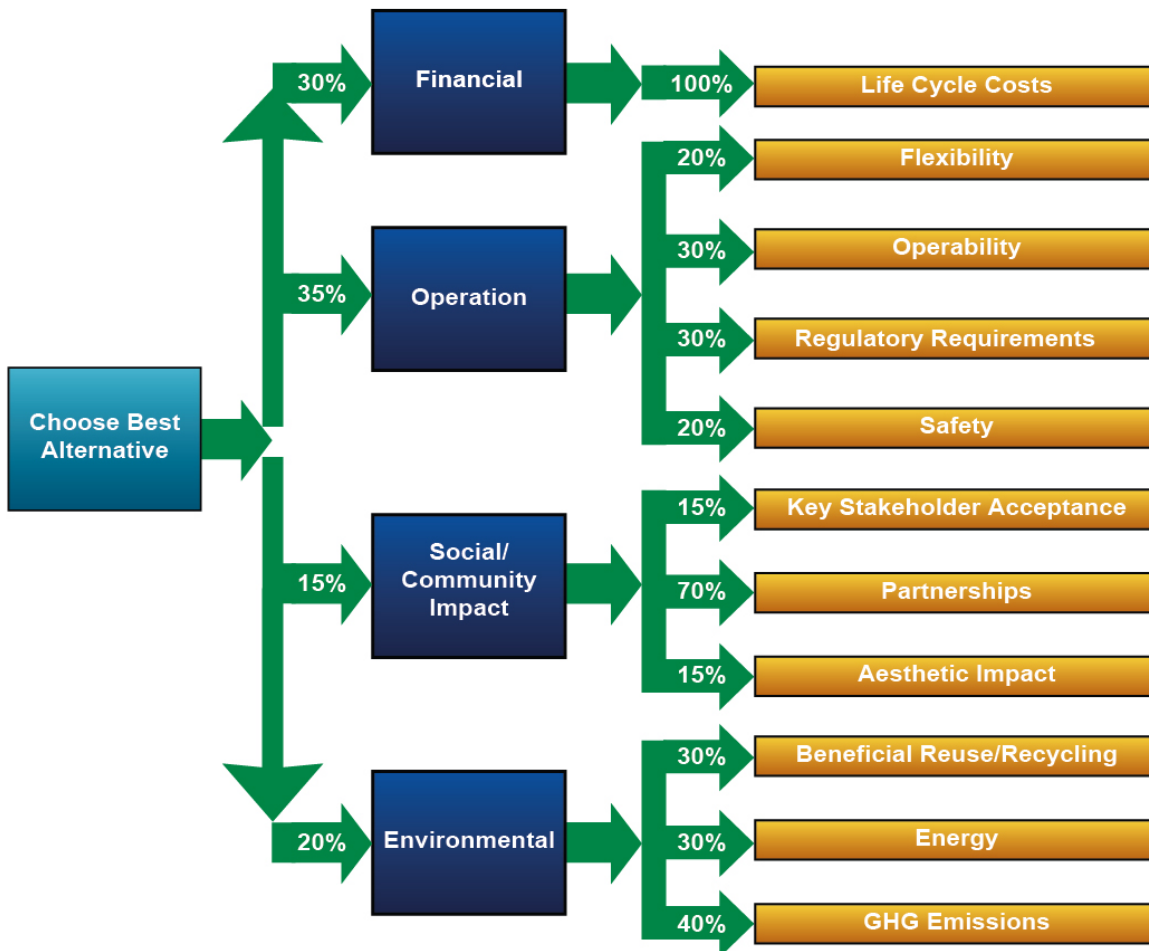 30%
Financial
100%
Life Cycle Costs
20%
Flexibility
30%
Operability
35%
Operation
30%
Regulatory Requirements
20%
Safety
Choose Best
Alternative
15%
Key Stakeholder Acceptance
15%
Social/
Community
Impact
70%
Partnerships
15%
Aesthetic Impact
30%
Beneficial Reuse/Recycling
20%
Environmental
30%
Energy
40%
GHG Emissions